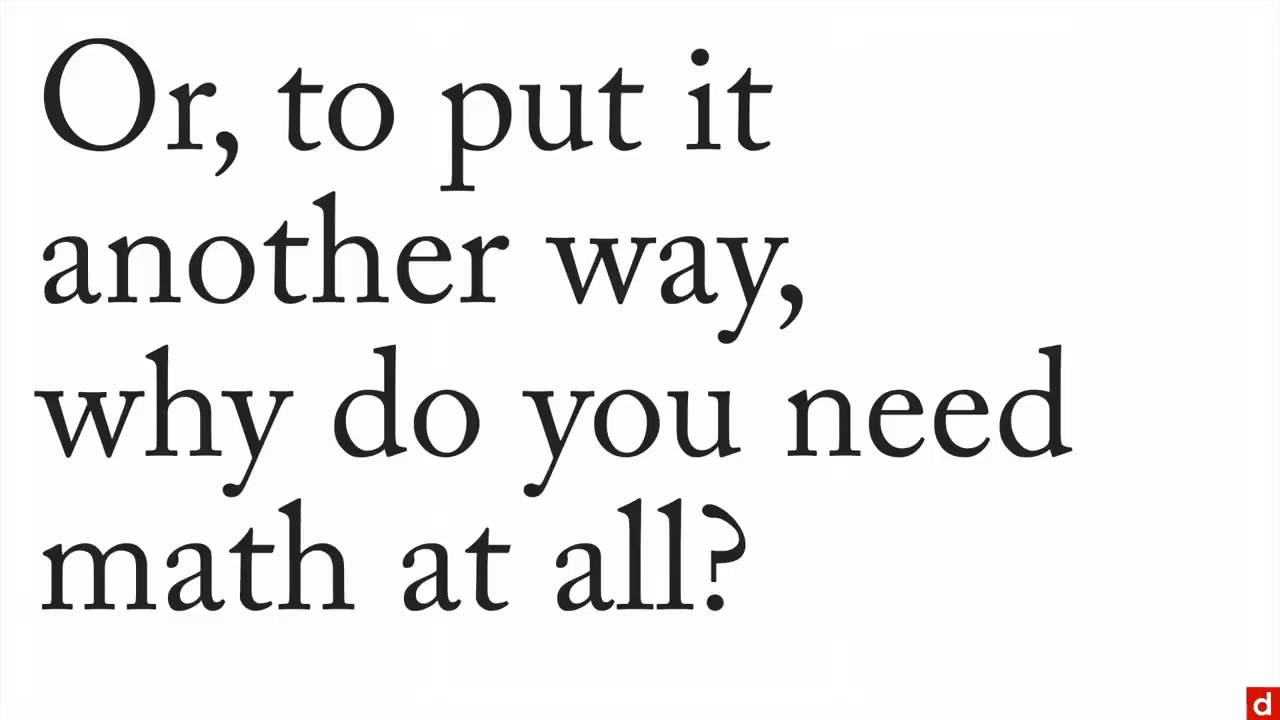 Or, to put it
another way,
why do you need
math at all?
d